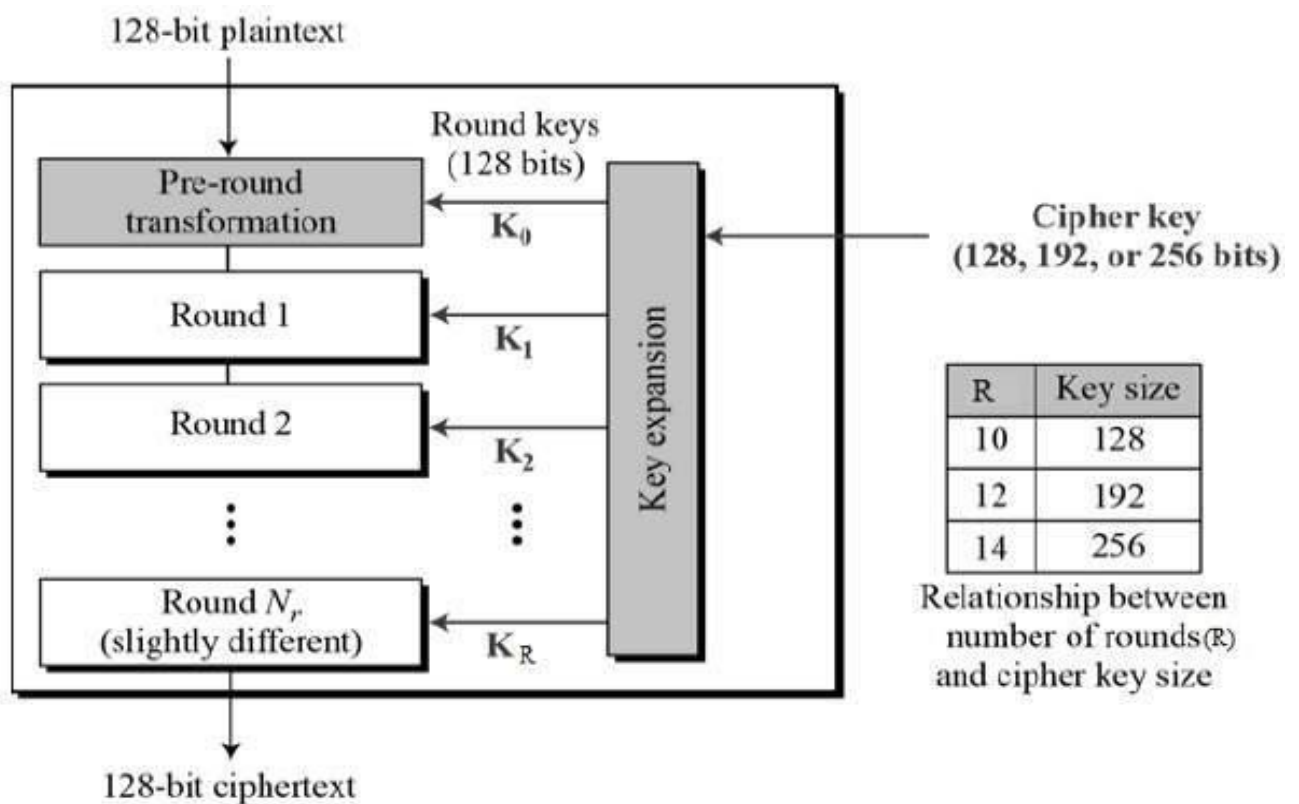 128-bit plaintext
Round keys
(128 bits)
Pre-round
transformation
K₀
Cipher key
(128, 192, or 256 bits)
Round 1
K₁
Round 2
K₂
Key expansion
R Key size
10 128
12 192
14 256
Round Nᵣ
(slightly different)
K R
Relationship between
number of rounds(R)
and cipher key size
128-bit ciphertext